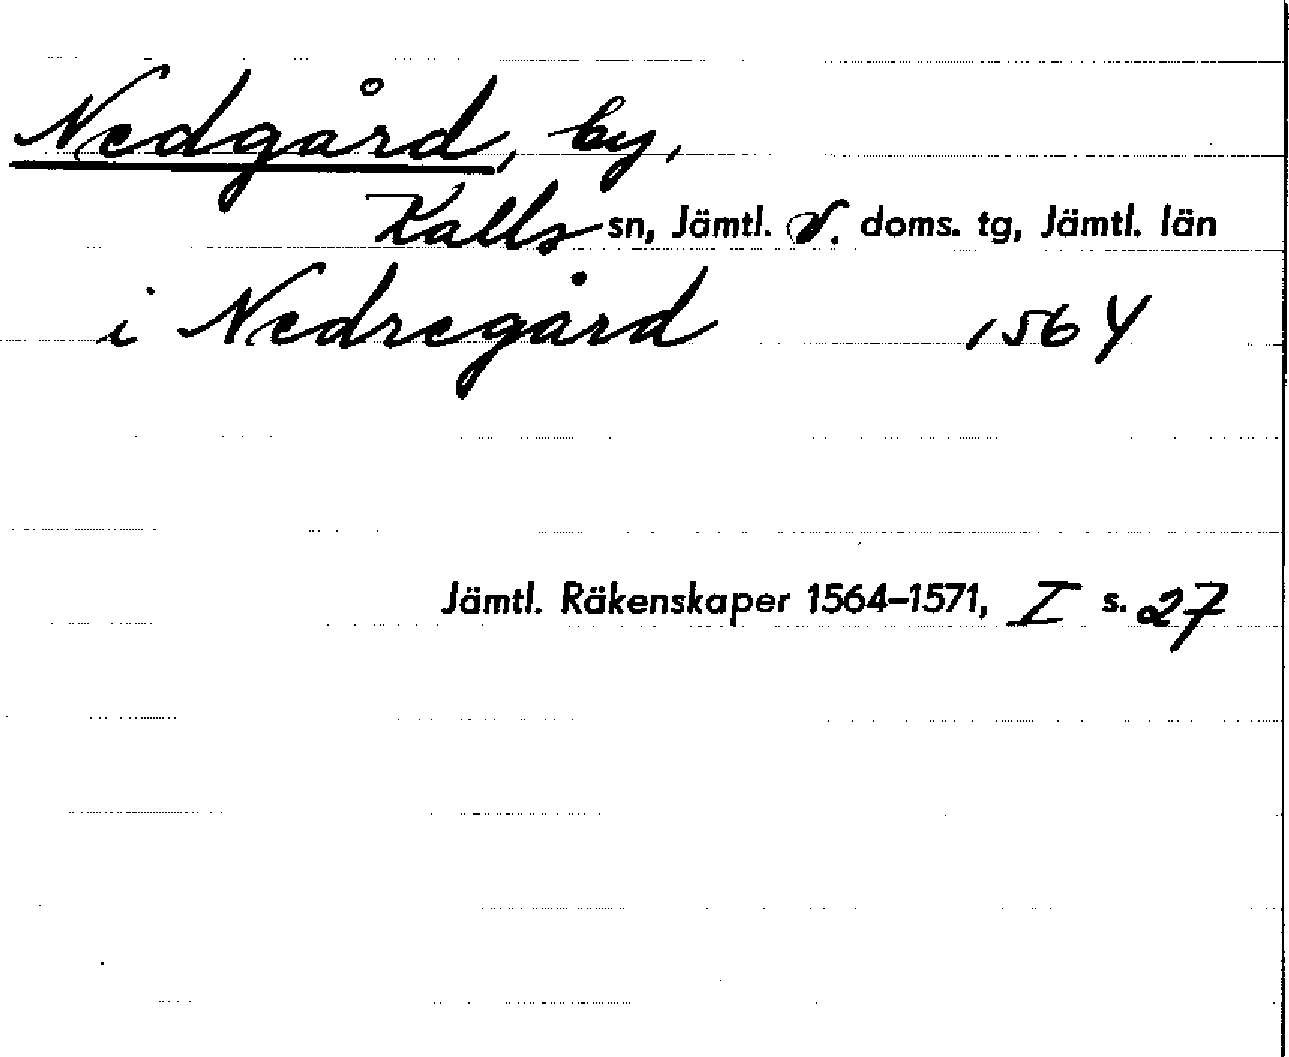 Nedgård, by,
Kalls sn, Jämtl. V. doms. tg, Jämtl. län
i Nedregård 1564
Jämtl. Räkenskaper 1564–1571, I s. 27